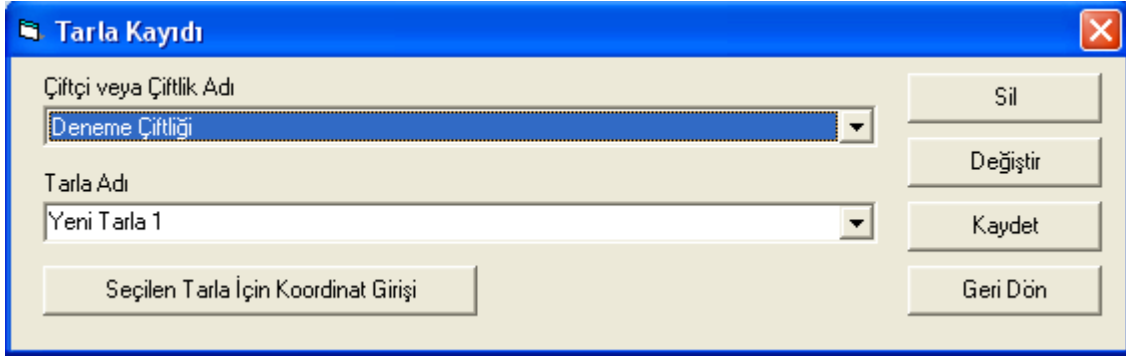 Tarla Kayıdı
Çiftçi veya Çiftlik Adı
Deneme Çiftliği
Tarla Adı
Yeni Tarla 1
Seçilen Tarla İçin Koordinat Girişi
Sil
Değiştir
Kaydet
Geri Dön